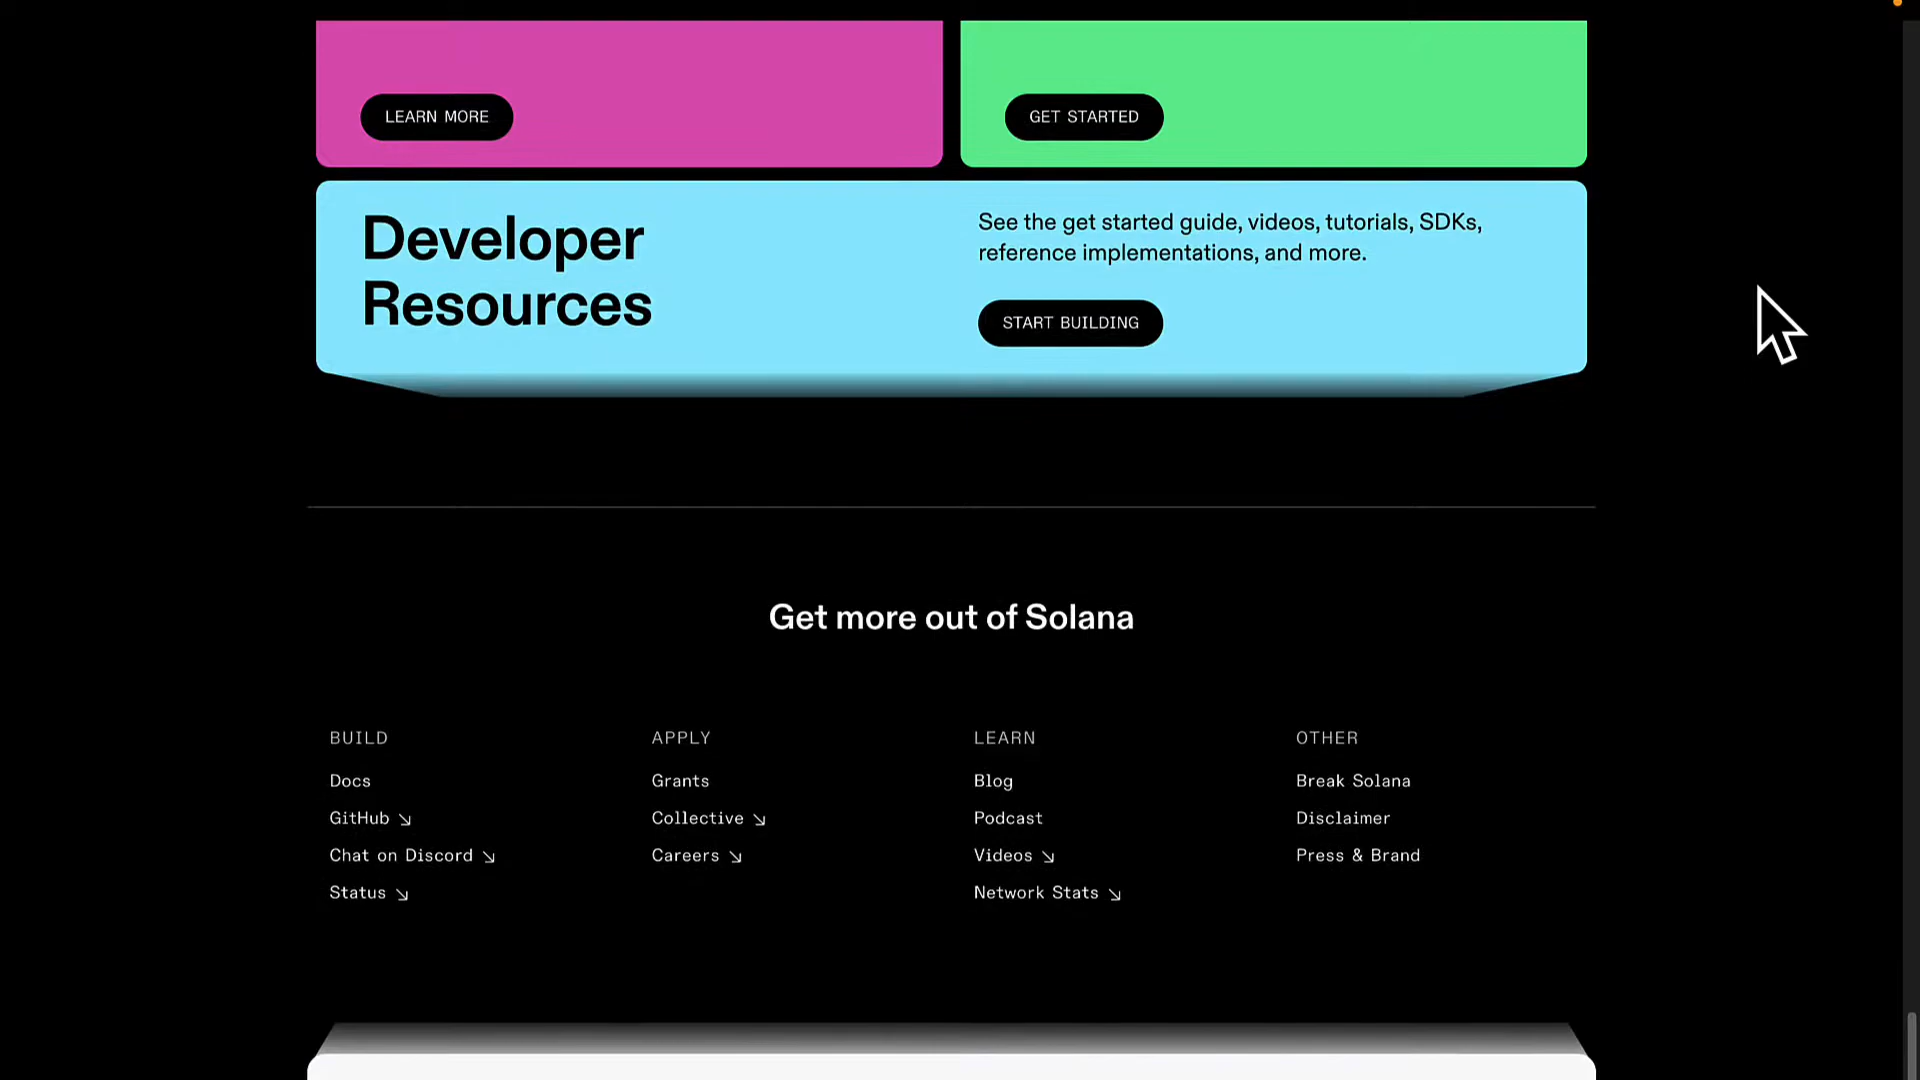 LEARN MORE
GET STARTED
Developer
Resources
See the get started guide, videos, tutorials, SDKs,
reference implementations, and more.
START BUILDING
Get more out of Solana
BUILD
Docs
GitHub ↘
Chat on Discord ↘
Status ↘
APPLY
Grants
Collective ↘
Careers ↘
LEARN
Blog
Podcast
Videos ↘
Network Stats ↘
OTHER
Break Solana
Disclaimer
Press & Brand